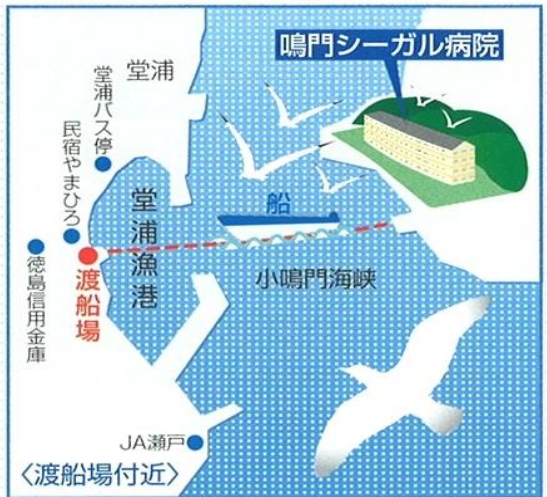 鳴門シーガル病院
堂浦
堂浦バス停
民宿やまひろ
堂浦漁港
船
渡船場
徳島信用金庫
小鳴門海峡
JA瀬戸
〈渡船場付近〉